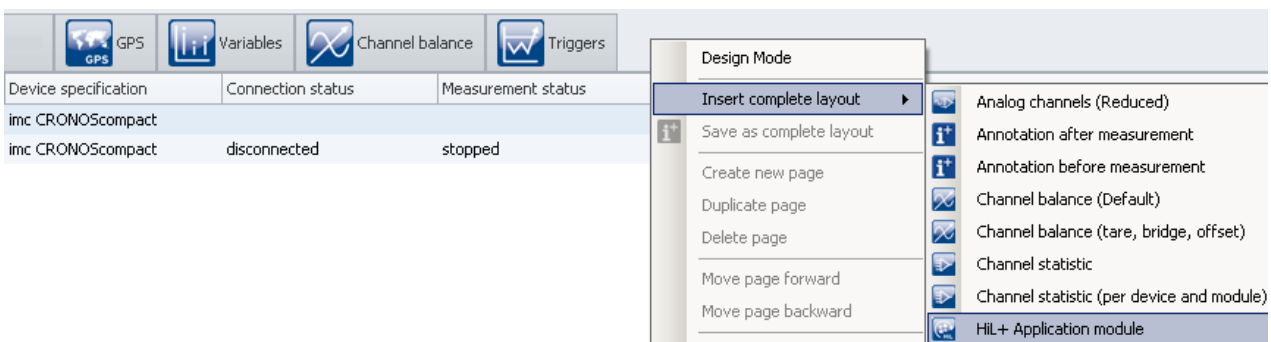 GPS
GPS
Variables
Channel balance
Triggers
Device specification
Connection status
Measurement status
imc CRONOScompact
imc CRONOScompact
disconnected
stopped
Design Mode
Insert complete layout
Save as complete layout
Create new page
Duplicate page
Delete page
Move page forward
Move page backward
Analog channels (Reduced)
Annotation after measurement
Annotation before measurement
Channel balance (Default)
Channel balance (tare, bridge, offset)
Channel statistic
Channel statistic (per device and module)
HiL+ Application module